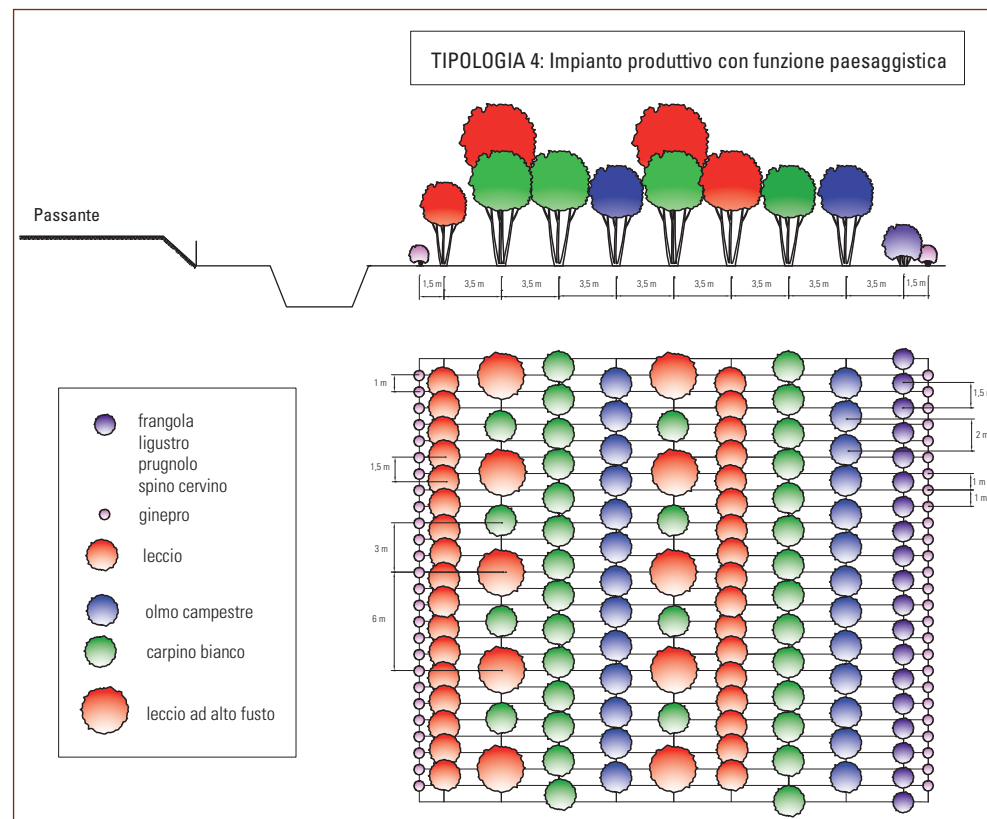 TIPOLOGIA 4: Impianto produttivo con funzione paesaggistica
Passante
1,5 m 3,5 m 3,5 m 3,5 m 3,5 m 3,5 m 3,5 m 3,5 m 3,5 m 1,5 m
1 m
1,5 m
3 m
6 m
1,5 m
2 m
1 m
1 m
frangola
ligustro
prugnolo
spino cervino
ginepro
leccio
olmo campestre
carpino bianco
leccio ad alto fusto